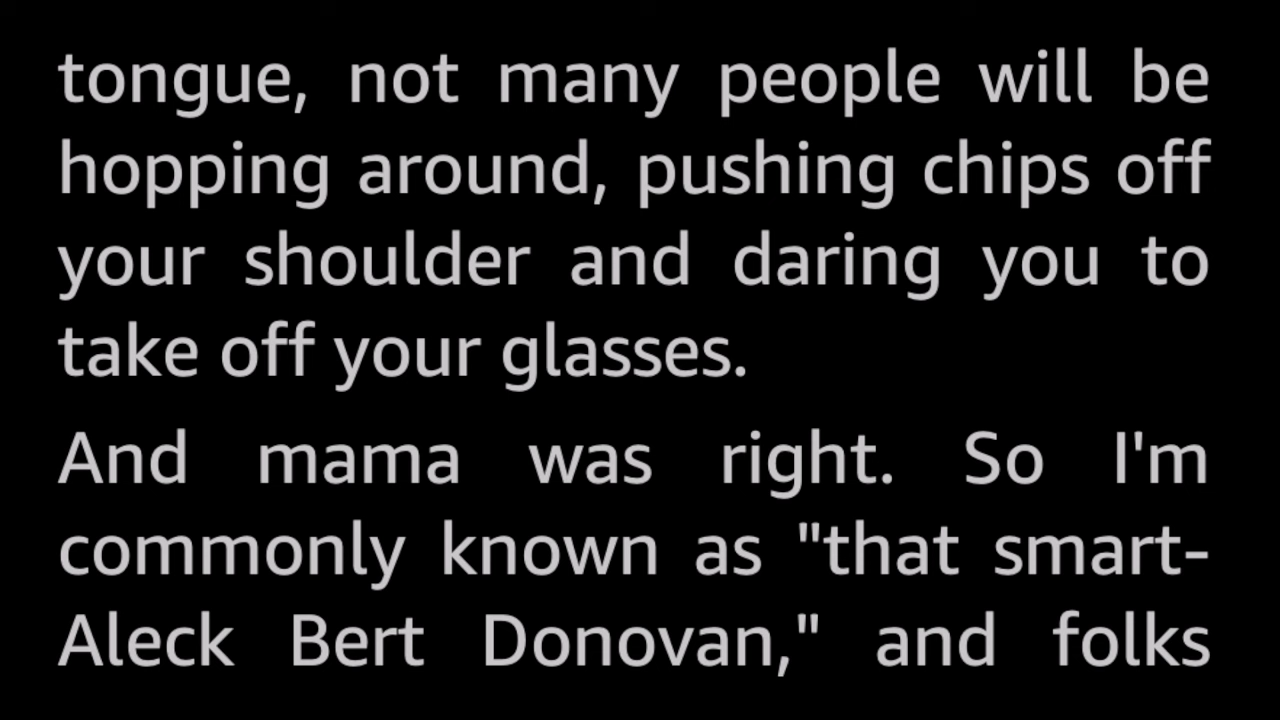 tongue, not many people will be
hopping around, pushing chips off
your shoulder and daring you to
take off your glasses.
And mama was right. So I'm
commonly known as "that smart-
Aleck Bert Donovan," and folks